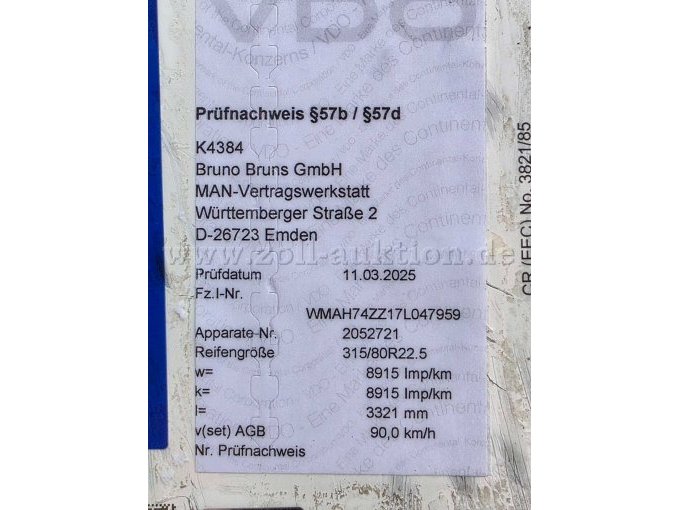 VDO
Prüfnachweis §57b / §57d
K4384
Bruno Bruns GmbH
MAN-Vertragswerkstatt
Württemberger Straße 2
D-26723 Emden
www.zoll-auktion.de
Prüfdatum 11.03.2025
Fz.I-Nr.
WMAH74ZZ17L047959
Apparate-Nr. 2052721
Reifengröße 315/80R22.5
w= 8915 Imp/km
k= 8915 Imp/km
l= 3321 mm
v(set) AGB 90,0 km/h
Nr. Prüfnachweis
CR (EEC) No. 3821/85